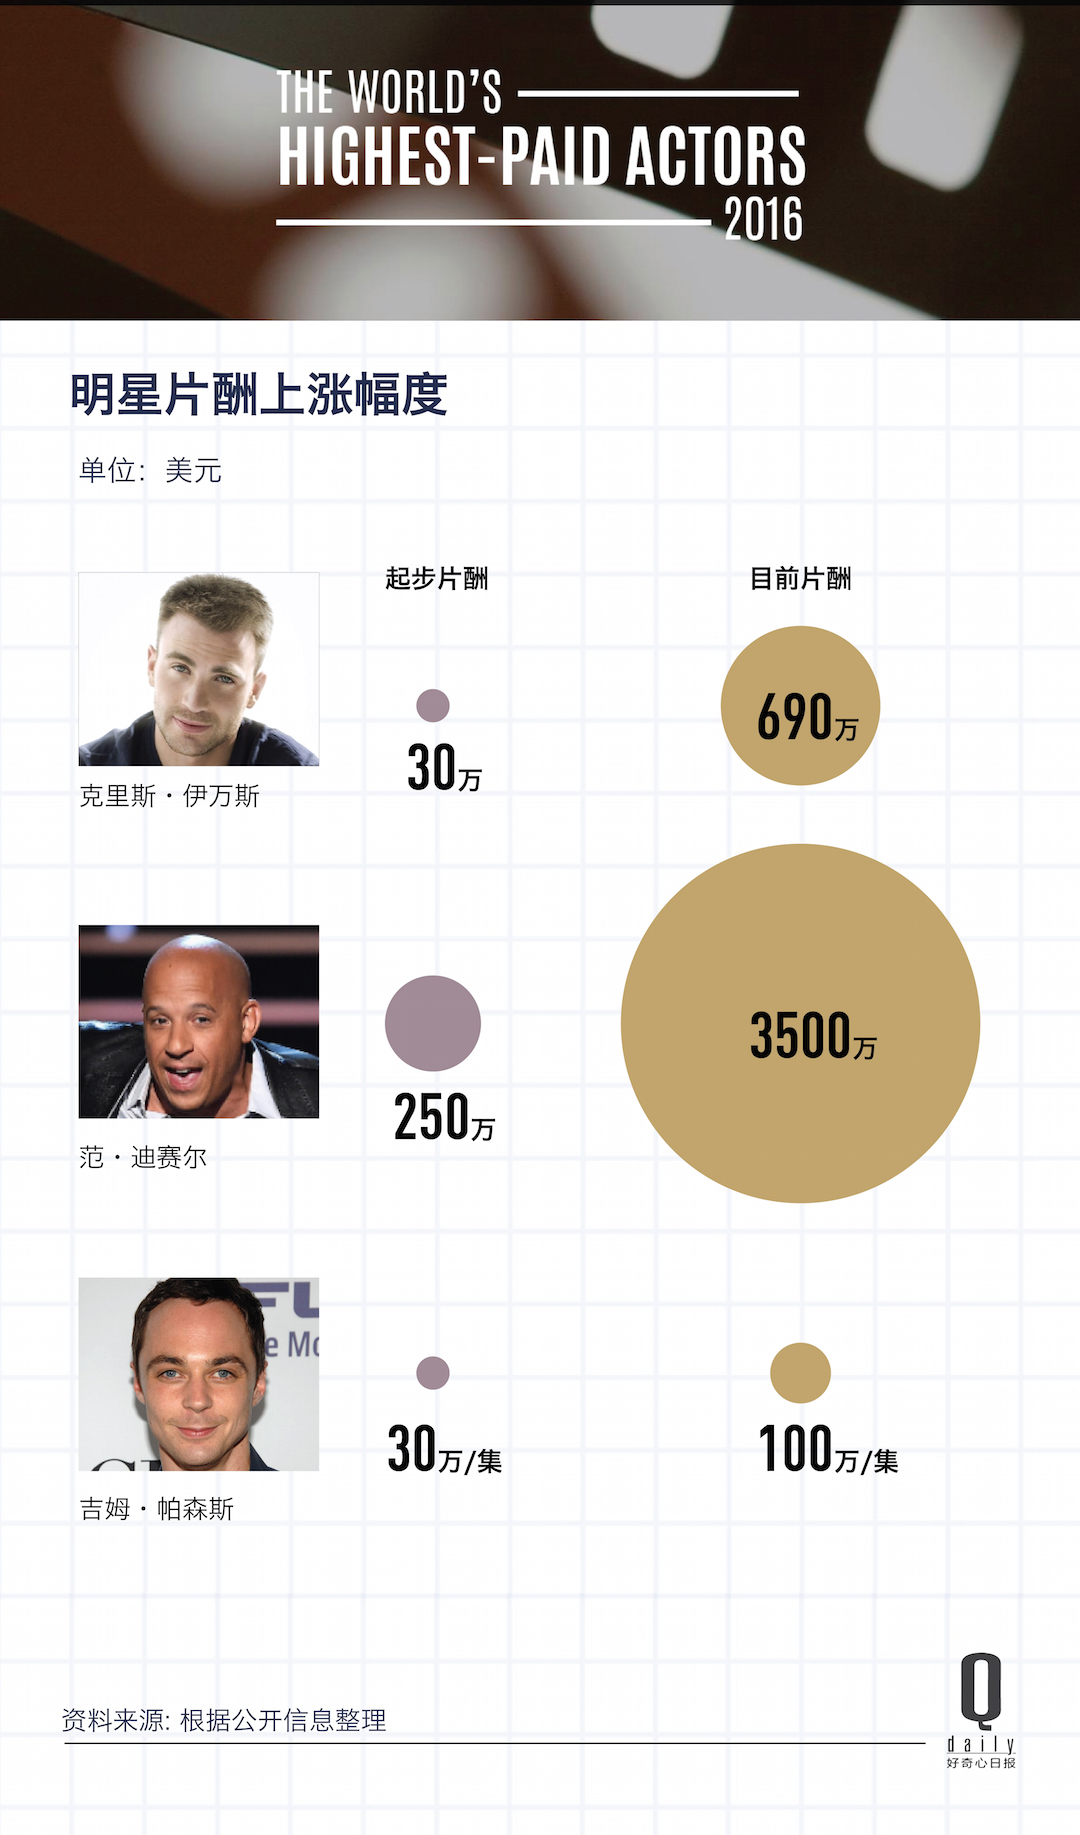 THE WORLD'S
HIGHEST-PAID ACTORS
2016
明星片酬上涨幅度
单位：美元
起步片酬
目前片酬
690万
30万
克里斯·伊万斯
3500万
250万
范·迪赛尔
FU
e Mo
30万/集
100万/集
吉姆·帕森斯
资料来源: 根据公开信息整理
Q
daily
好奇心日报